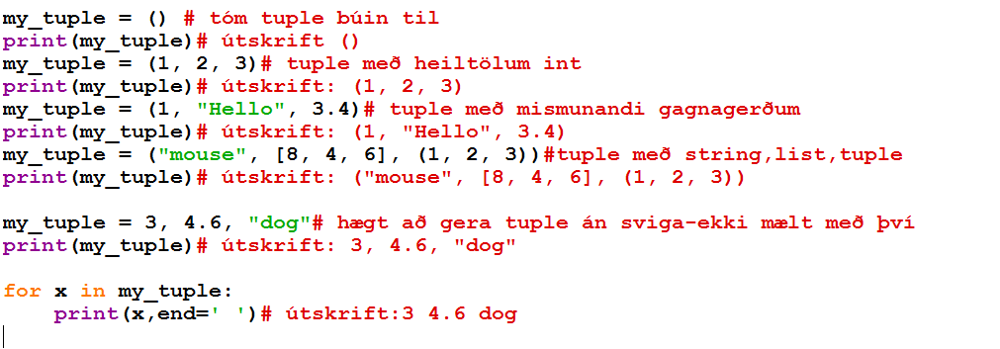 my_tuple = () # tóm tuple búin til
print(my_tuple)# útskrift ()
my_tuple = (1, 2, 3)# tuple með heiltölum int
print(my_tuple)# útskrift: (1, 2, 3)
my_tuple = (1, "Hello", 3.4)# tuple með mismunandi gagnagerðum
print(my_tuple)# útskrift: (1, "Hello", 3.4)
my_tuple = ("mouse", [8, 4, 6], (1, 2, 3))#tuple með string,list,tuple
print(my_tuple)# útskrift: ("mouse", [8, 4, 6], (1, 2, 3))
my_tuple = 3, 4.6, "dog"# hægt að gera tuple án sviga-ekki mælt með því
print(my_tuple)# útskrift: 3, 4.6, "dog"
for x in my_tuple:
    print(x,end=' ')# útskrift:3 4.6 dog